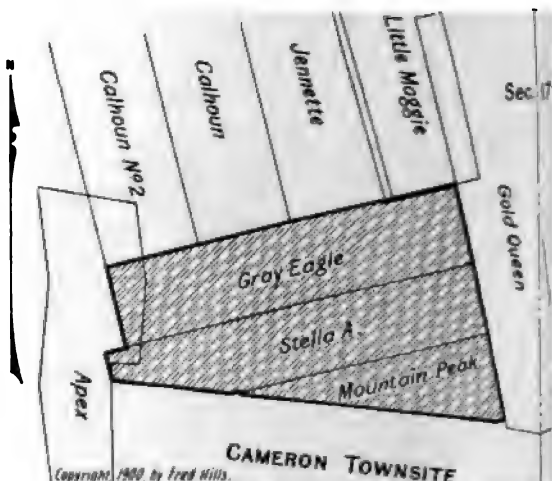 N
Calhoun Nº2
Calhoun
Jennette
Little Maggie
Sec. 17
Gold Queen
Gray Eagle
Stella A.
Mountain Peak
Apex
CAMERON TOWNSITE
Copyright 1900 by Fred Hills.